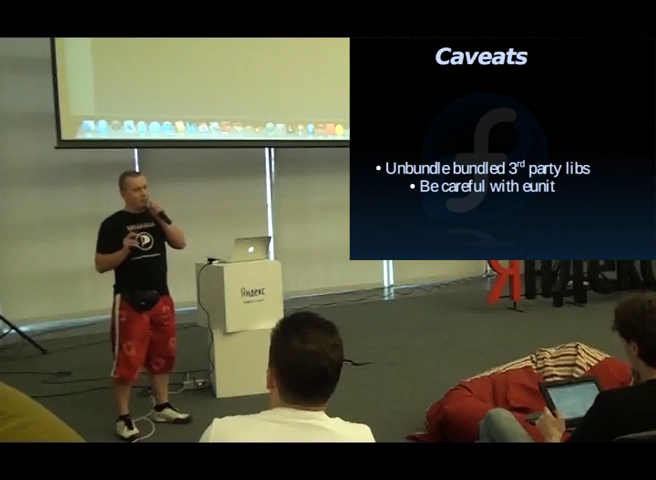 Caveats
• Unbundle bundled 3rd party libs
• Be careful with eunit
Яндекс
Я